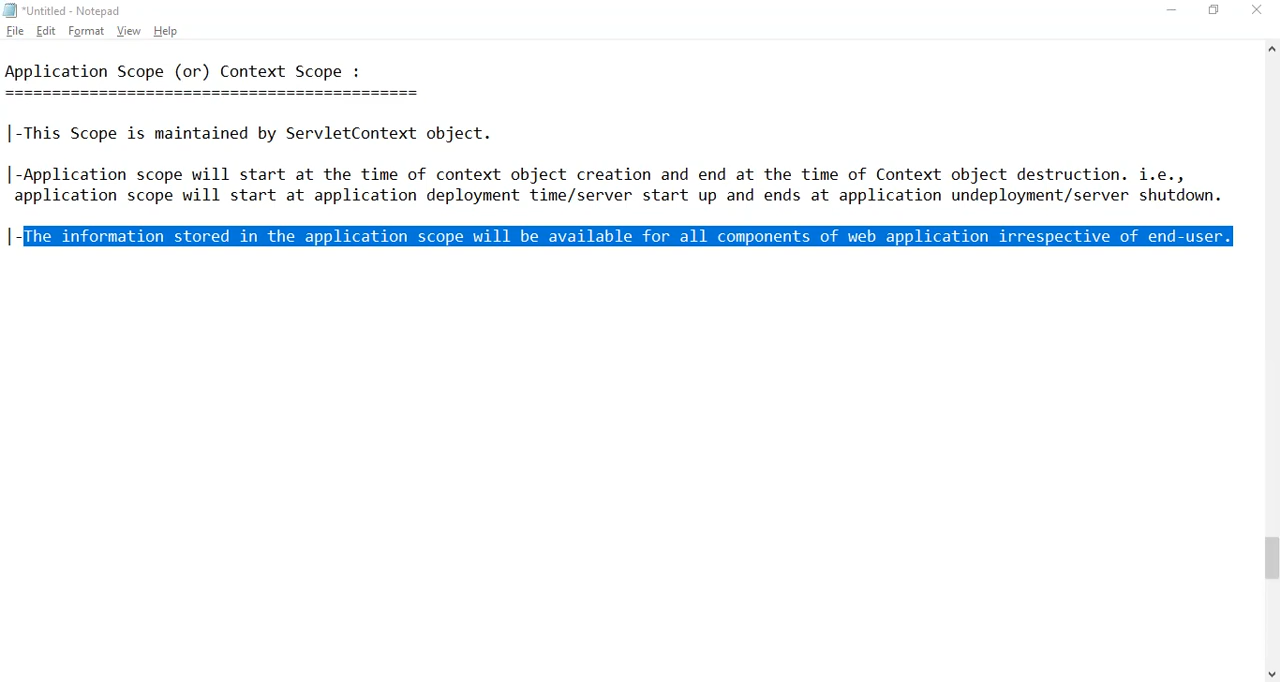 *Untitled - Notepad
File Edit Format View Help
Application Scope (or) Context Scope :
============================================
|-This Scope is maintained by ServletContext object.
|-Application scope will start at the time of context object creation and end at the time of Context object destruction. i.e.,
application scope will start at application deployment time/server start up and ends at application undeployment/server shutdown.
|-The information stored in the application scope will be available for all components of web application irrespective of end-user.